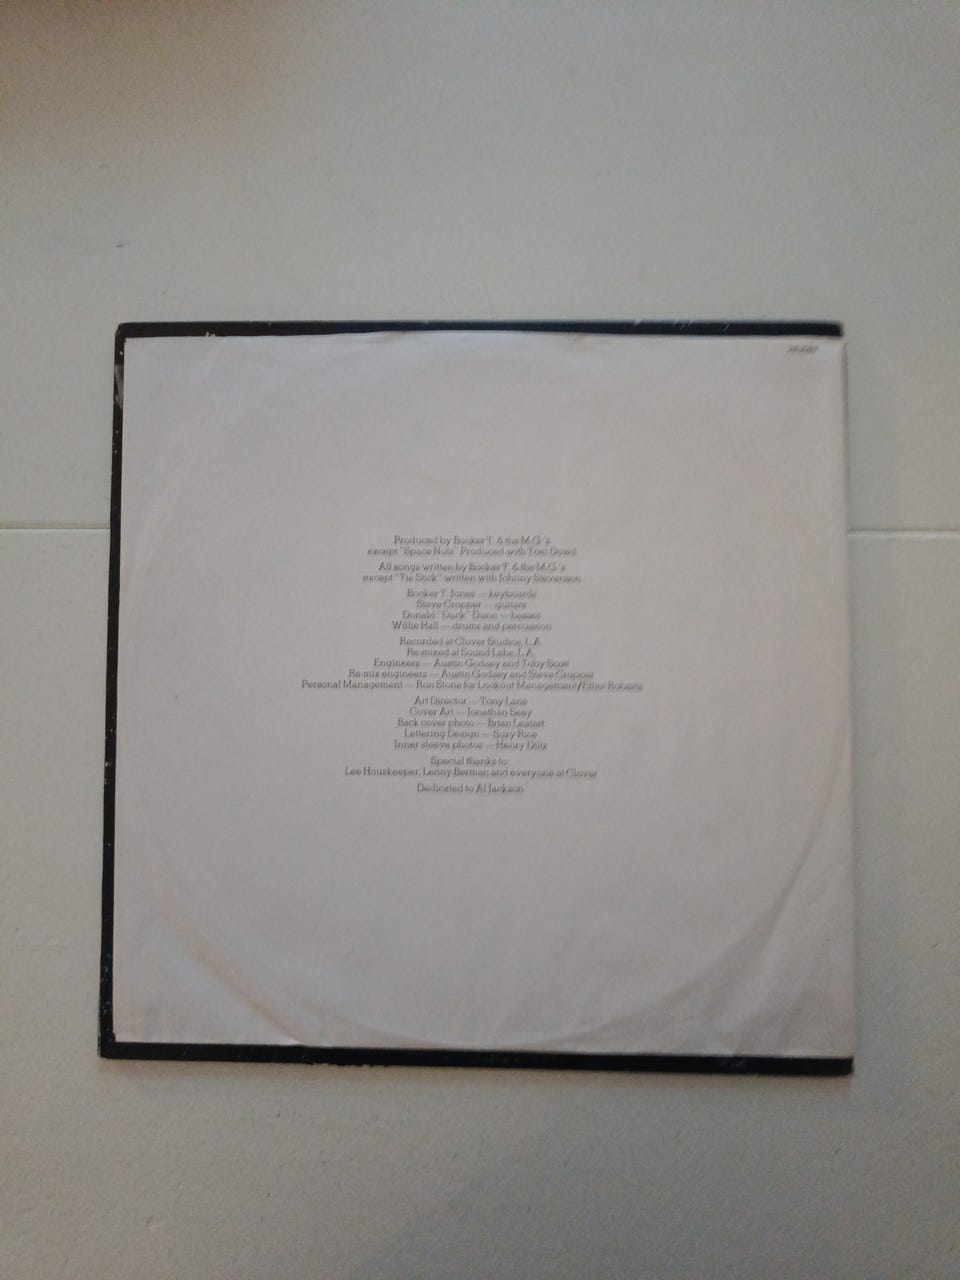 Produced by Booker T. & the M.G.'s
except "Space Nuts" Produced with Tom Dowd
All songs written by Booker T. & the M.G.'s
except "Tie Stick" written with Johnny Stevenson
Booker T. Jones — keyboards
Steve Cropper — guitars
Donald "Duck" Dunn — basses
Willie Hall — drums and percussion
Recorded at Clover Studios, L.A.
Re-mixed at Sound Labs, L.A.
Engineers — Austin Godsey and Toby Scott
Re-mix engineers — Austin Godsey and Steve Cropper
Personal Management — Ron Stone for Lookout Management/Elliot Roberts
Art Director — Tony Lane
Cover Art — Jonathan Seay
Back cover photo — Brian Leatart
Lettering Design — Suzy Rice
Inner sleeve photos — Henry Diltz
Special thanks to:
Lee Houskeeper, Lenny Berman and everyone at Clover
Dedicated to Al Jackson